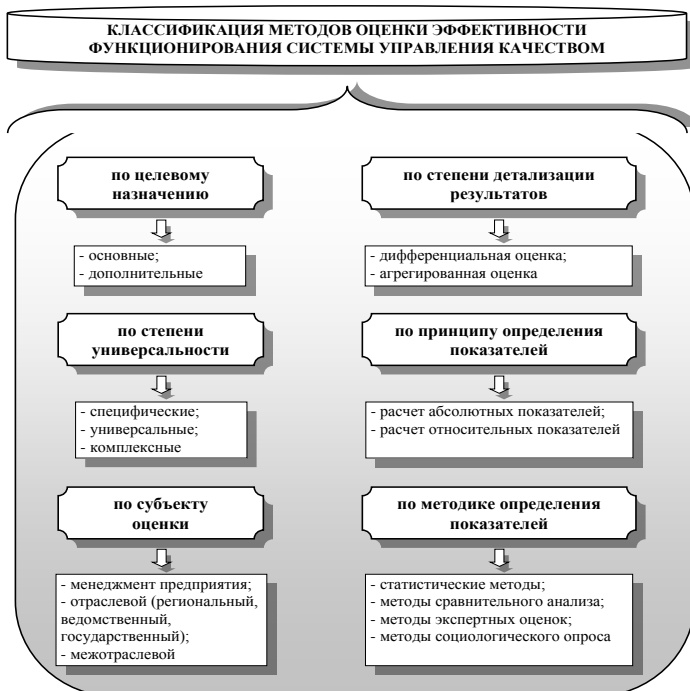 КЛАССИФИКАЦИЯ МЕТОДОВ ОЦЕНКИ ЭФФЕКТИВНОСТИ
ФУНКЦИОНИРОВАНИЯ СИСТЕМЫ УПРАВЛЕНИЯ КАЧЕСТВОМ
по целевому
назначению
- основные;
- дополнительные
по степени
универсальности
- специфические;
- универсальные;
- комплексные
по субъекту
оценки
- менеджмент предприятия;
- отраслевой (региональный,
ведомственный,
государственный);
- межотраслевой
по степени детализации
результатов
- дифференциальная оценка;
- агрегированная оценка
по принципу определения
показателей
- расчет абсолютных показателей;
- расчет относительных показателей
по методике определения
показателей
- статистические методы;
- методы сравнительного анализа;
- методы экспертных оценок;
- методы социологического опроса